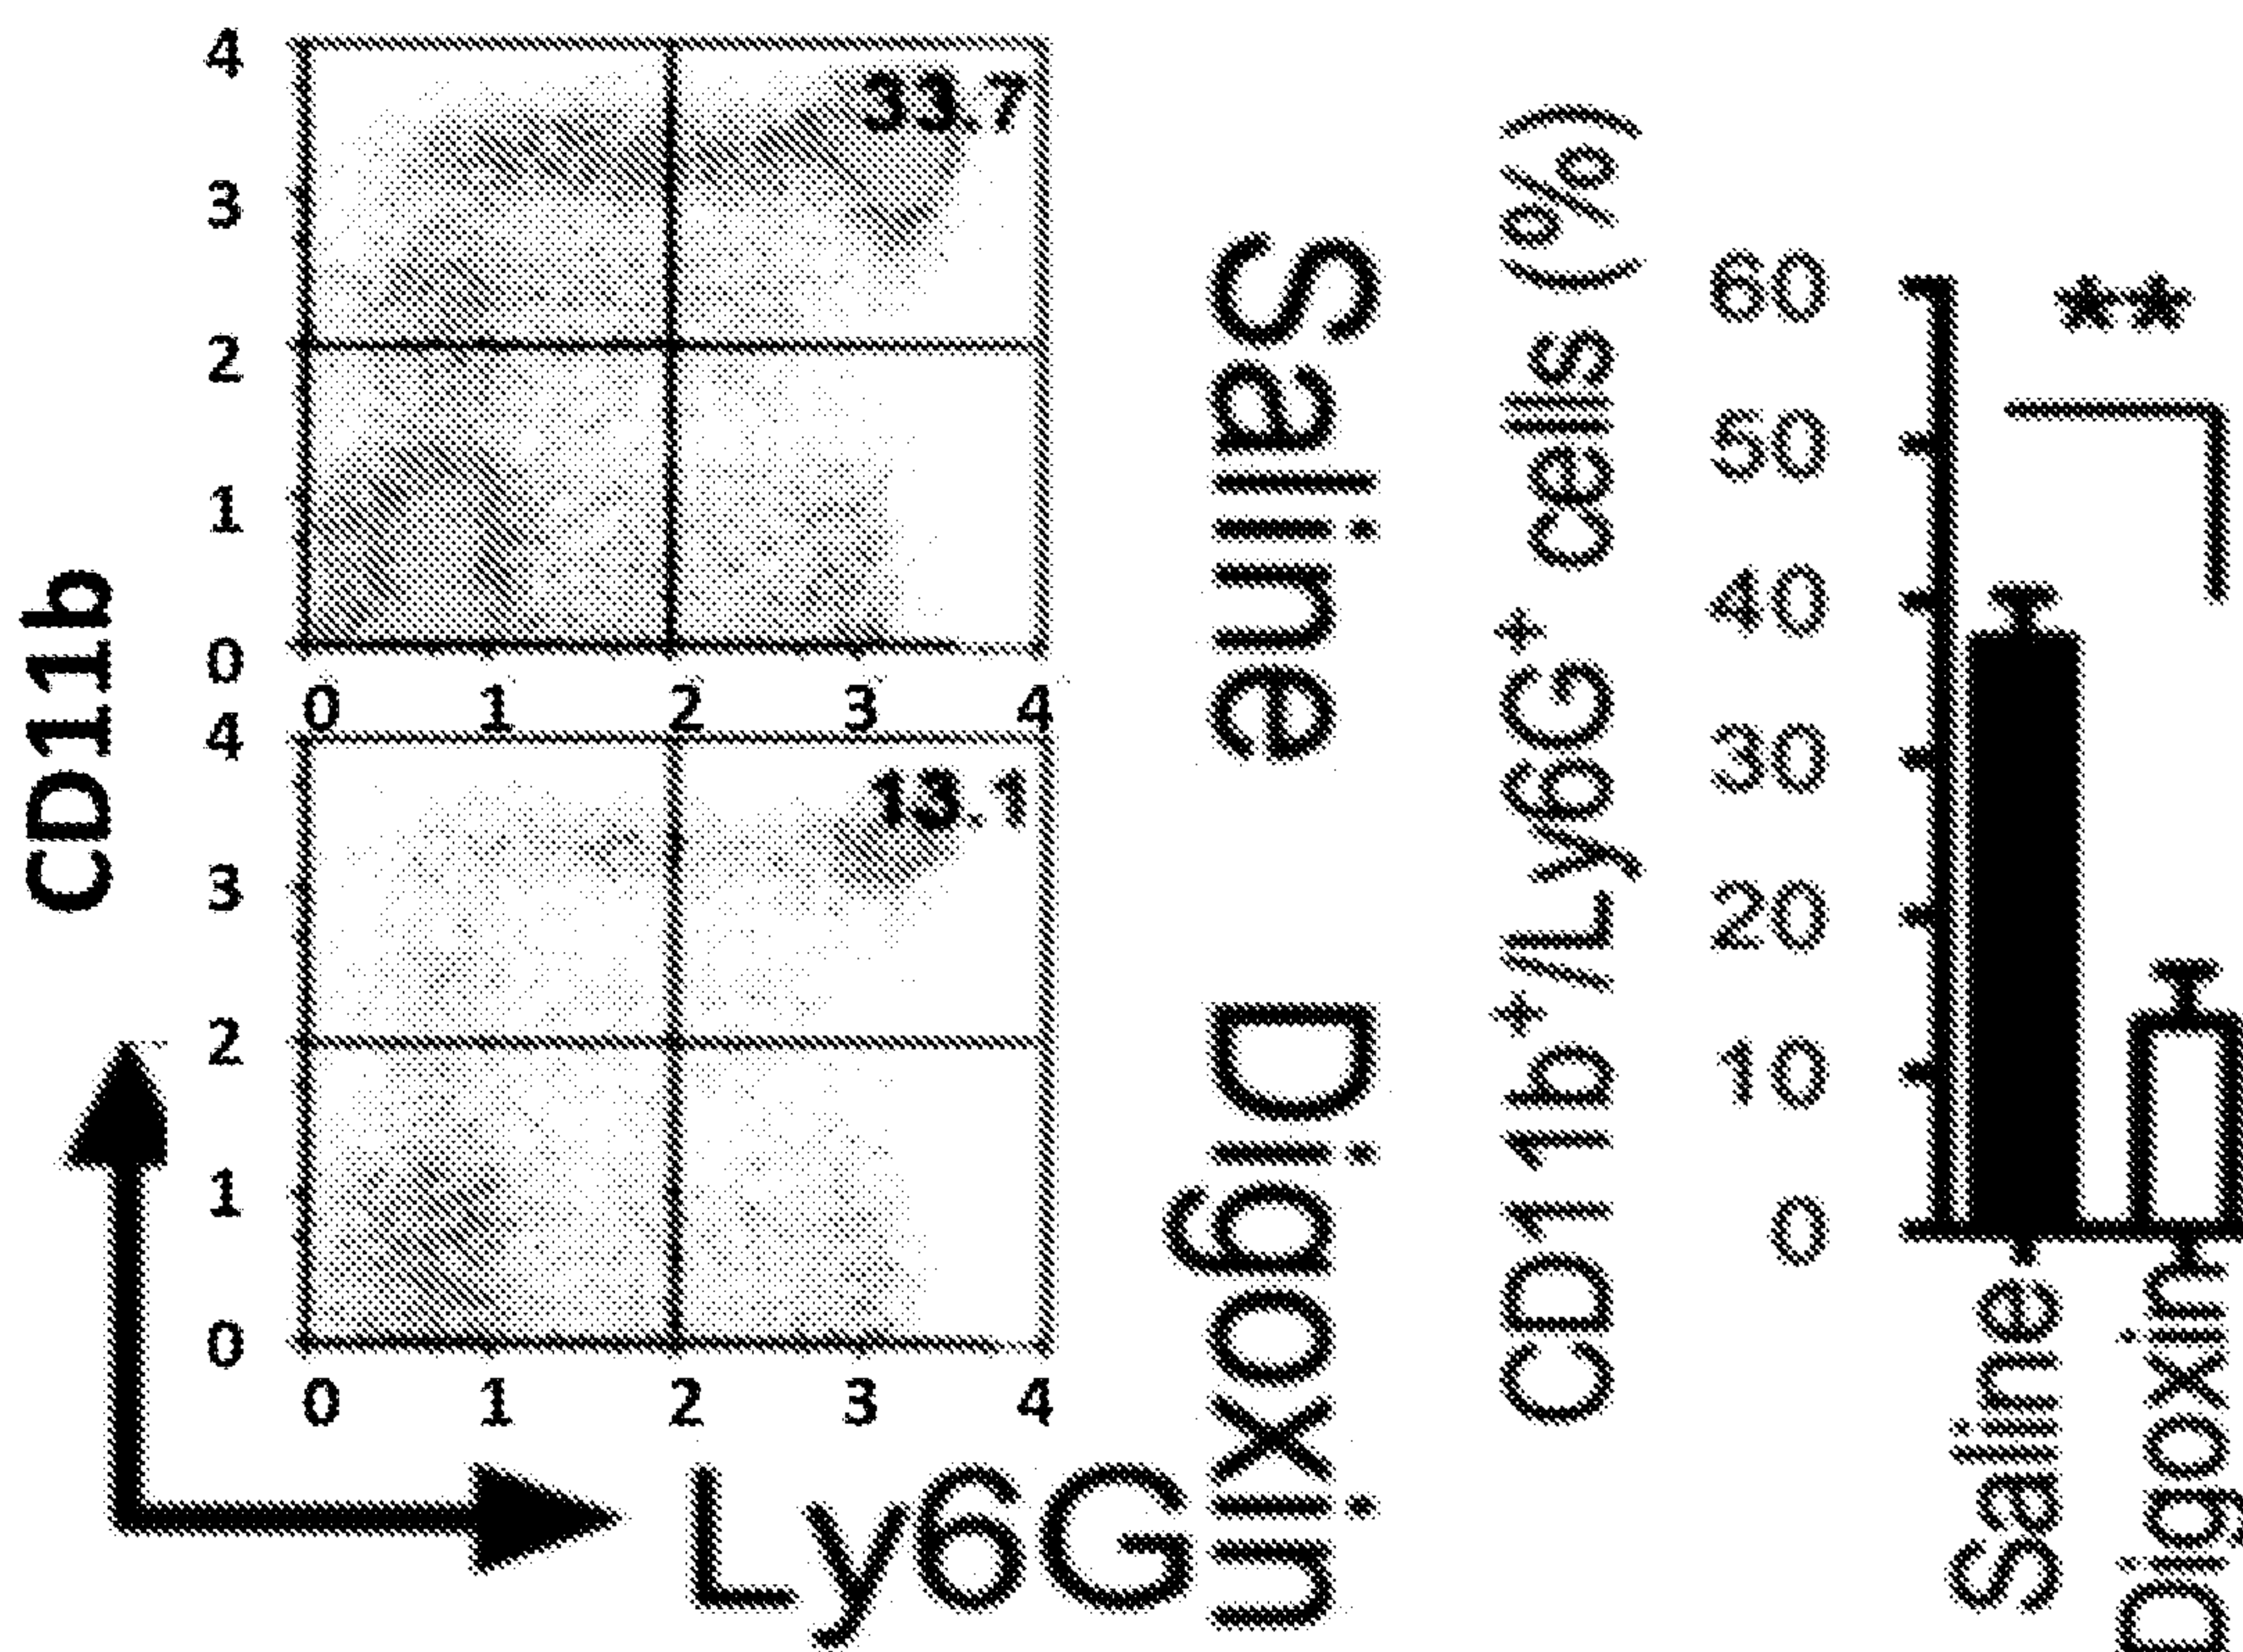 CD11b
4
3
2
1
0
33.7
0 1 2 3 4
Saline
4
3
2
1
0
13.1
0 1 2 3 4
Digoxin
Ly6G
CD11b⁺/Ly6G⁺ cells (%)
60
50
40
30
20
10
0
**
Saline
Digoxin